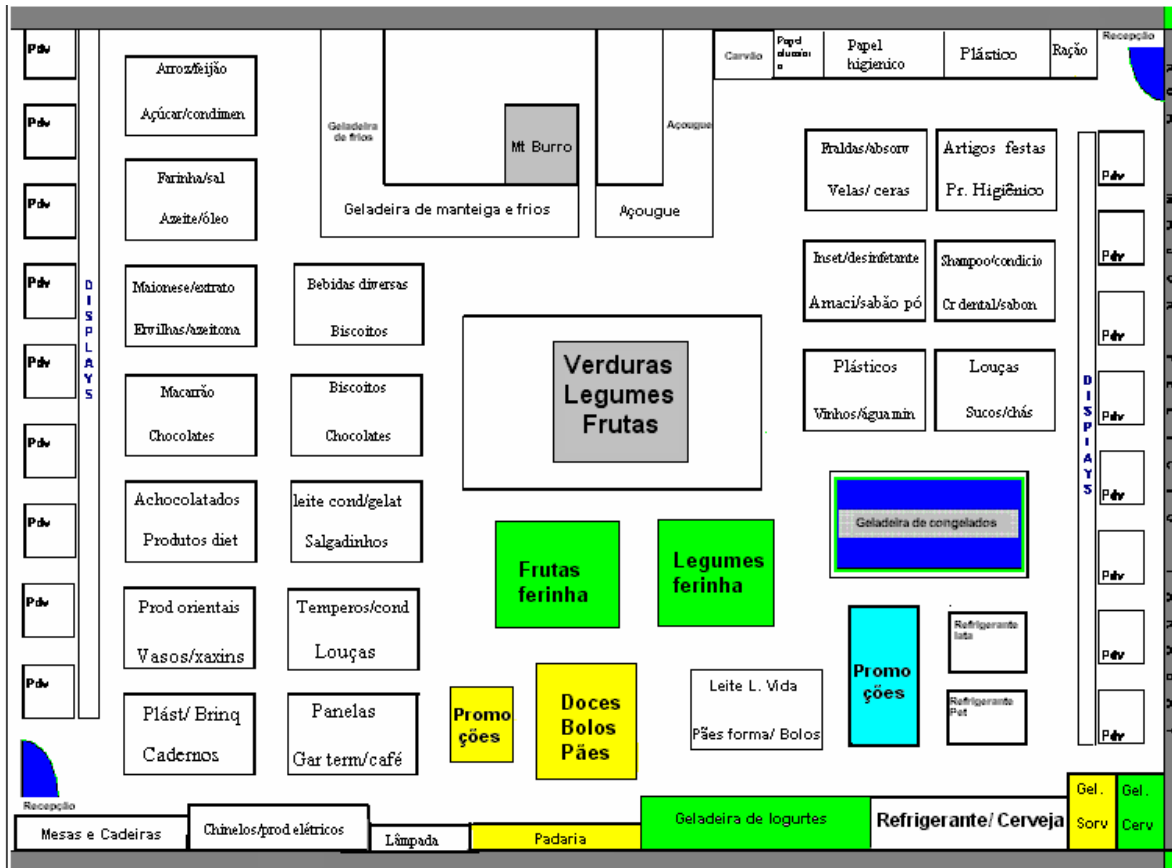 Pdv
Pdv
Pdv
Pdv
Pdv
Pdv
Pdv
Pdv
Pdv
DISPLAYS
Recepção
Arroz/feijão
Açúcar/condimen
Farinha/sal
Azeite/óleo
Maionese/extrato
Ervilhas/azeitona
Macarrão
Chocolates
Achocolatados
Produtos diet
Prod orientais
Vasos/xaxins
Plást/ Brinq
Cadernos
Bebidas diversas
Biscoitos
Biscoitos
Chocolates
leite cond/gelat
Salgadinhos
Temperos/cond
Louças
Panelas
Gar term/café
Geladeira
de frios
Mt Burro
Geladeira de manteiga e frios
Açougue
Açougue
Verduras
Legumes
Frutas
Frutas
ferinha
Legumes
ferinha
Promo
ções
Doces
Bolos
Pães
Leite L. Vida
Pães forma/ Bolos
Carvão
Papel
Papel
higienico
Plástico
Ração
Recepção
Fraldas/absorv
Velas/ ceras
Artigos festas
Pr. Higiênico
Inset/desinfetante
Amaci/sabão pó
Shampoo/condicio
Cr dental/sabon
Plásticos
Vinhos/água min
Louças
Sucos/chás
Geladeira de congelados
Promo
ções
Refrigerante
lata
Refrigerante
Pet
DISPLAYS
Pdv
Pdv
Pdv
Pdv
Pdv
Pdv
Pdv
Pdv
Mesas e Cadeiras
Chinelos/prod elétricos
Lâmpada
Padaria
Geladeira de Iogurtes
Refrigerante/ Cerveja
Gel.
Sorv
Gel.
Cerv